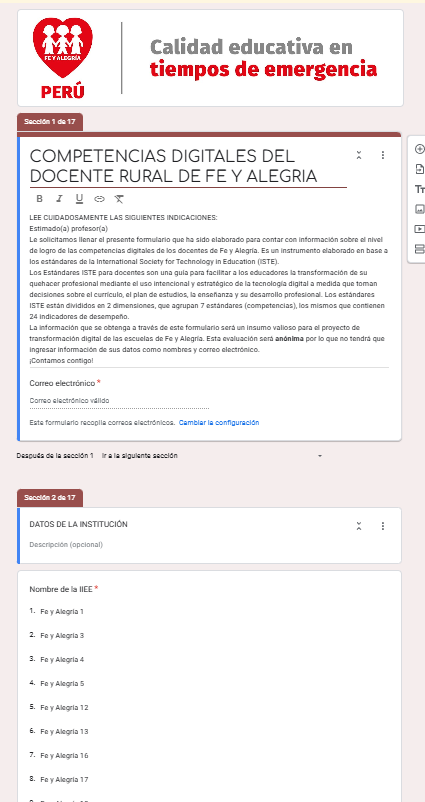 FE Y ALEGRÍA
PERÚ
Calidad educativa en
tiempos de emergencia
Sección 1 de 17
COMPETENCIAS DIGITALES DEL
DOCENTE RURAL DE FE Y ALEGRIA
B I U
LEE CUIDADOSAMENTE LAS SIGUIENTES INDICACIONES:
Estimado(a) profesor(a)
Le solicitamos llenar el presente formulario que ha sido elaborado para contar con información sobre el nivel
de logro de las competencias digitales de los docentes de Fe y Alegría. Es un instrumento elaborado en base a
los estándares de la International Society for Technology in Education (ISTE).
Los Estándares ISTE para docentes son una guía para facilitar a los educadores la transformación de su
quehacer profesional mediante el uso intencional y estratégico de la tecnología digital a medida que toman
decisiones sobre el currículo, el plan de estudios, la enseñanza y su desarrollo profesional. Los estándares
ISTE están divididos en 2 dimensiones, que agrupan 7 estándares (competencias), los mismos que contienen
24 indicadores de desempeño.
La información que se obtenga a través de este formulario será un insumo valioso para el proyecto de
transformación digital de las escuelas de Fe y Alegría. Esta evaluación será anónima por lo que no tendrá que
ingresar información de sus datos como nombres y correo electrónico.
¡Contamos contigo!
Correo electrónico *
Correo electrónico válido
Este formulario recopila correos electrónicos. Cambiar la configuración
Después de la sección 1 Ir a la siguiente sección
Sección 2 de 17
DATOS DE LA INSTITUCIÓN
Descripción (opcional)
Nombre de la IIEE *
1. Fe y Alegría 1
2. Fe y Alegría 3
3. Fe y Alegría 4
4. Fe y Alegría 5
5. Fe y Alegría 12
6. Fe y Alegría 13
7. Fe y Alegría 16
8. Fe y Alegría 17